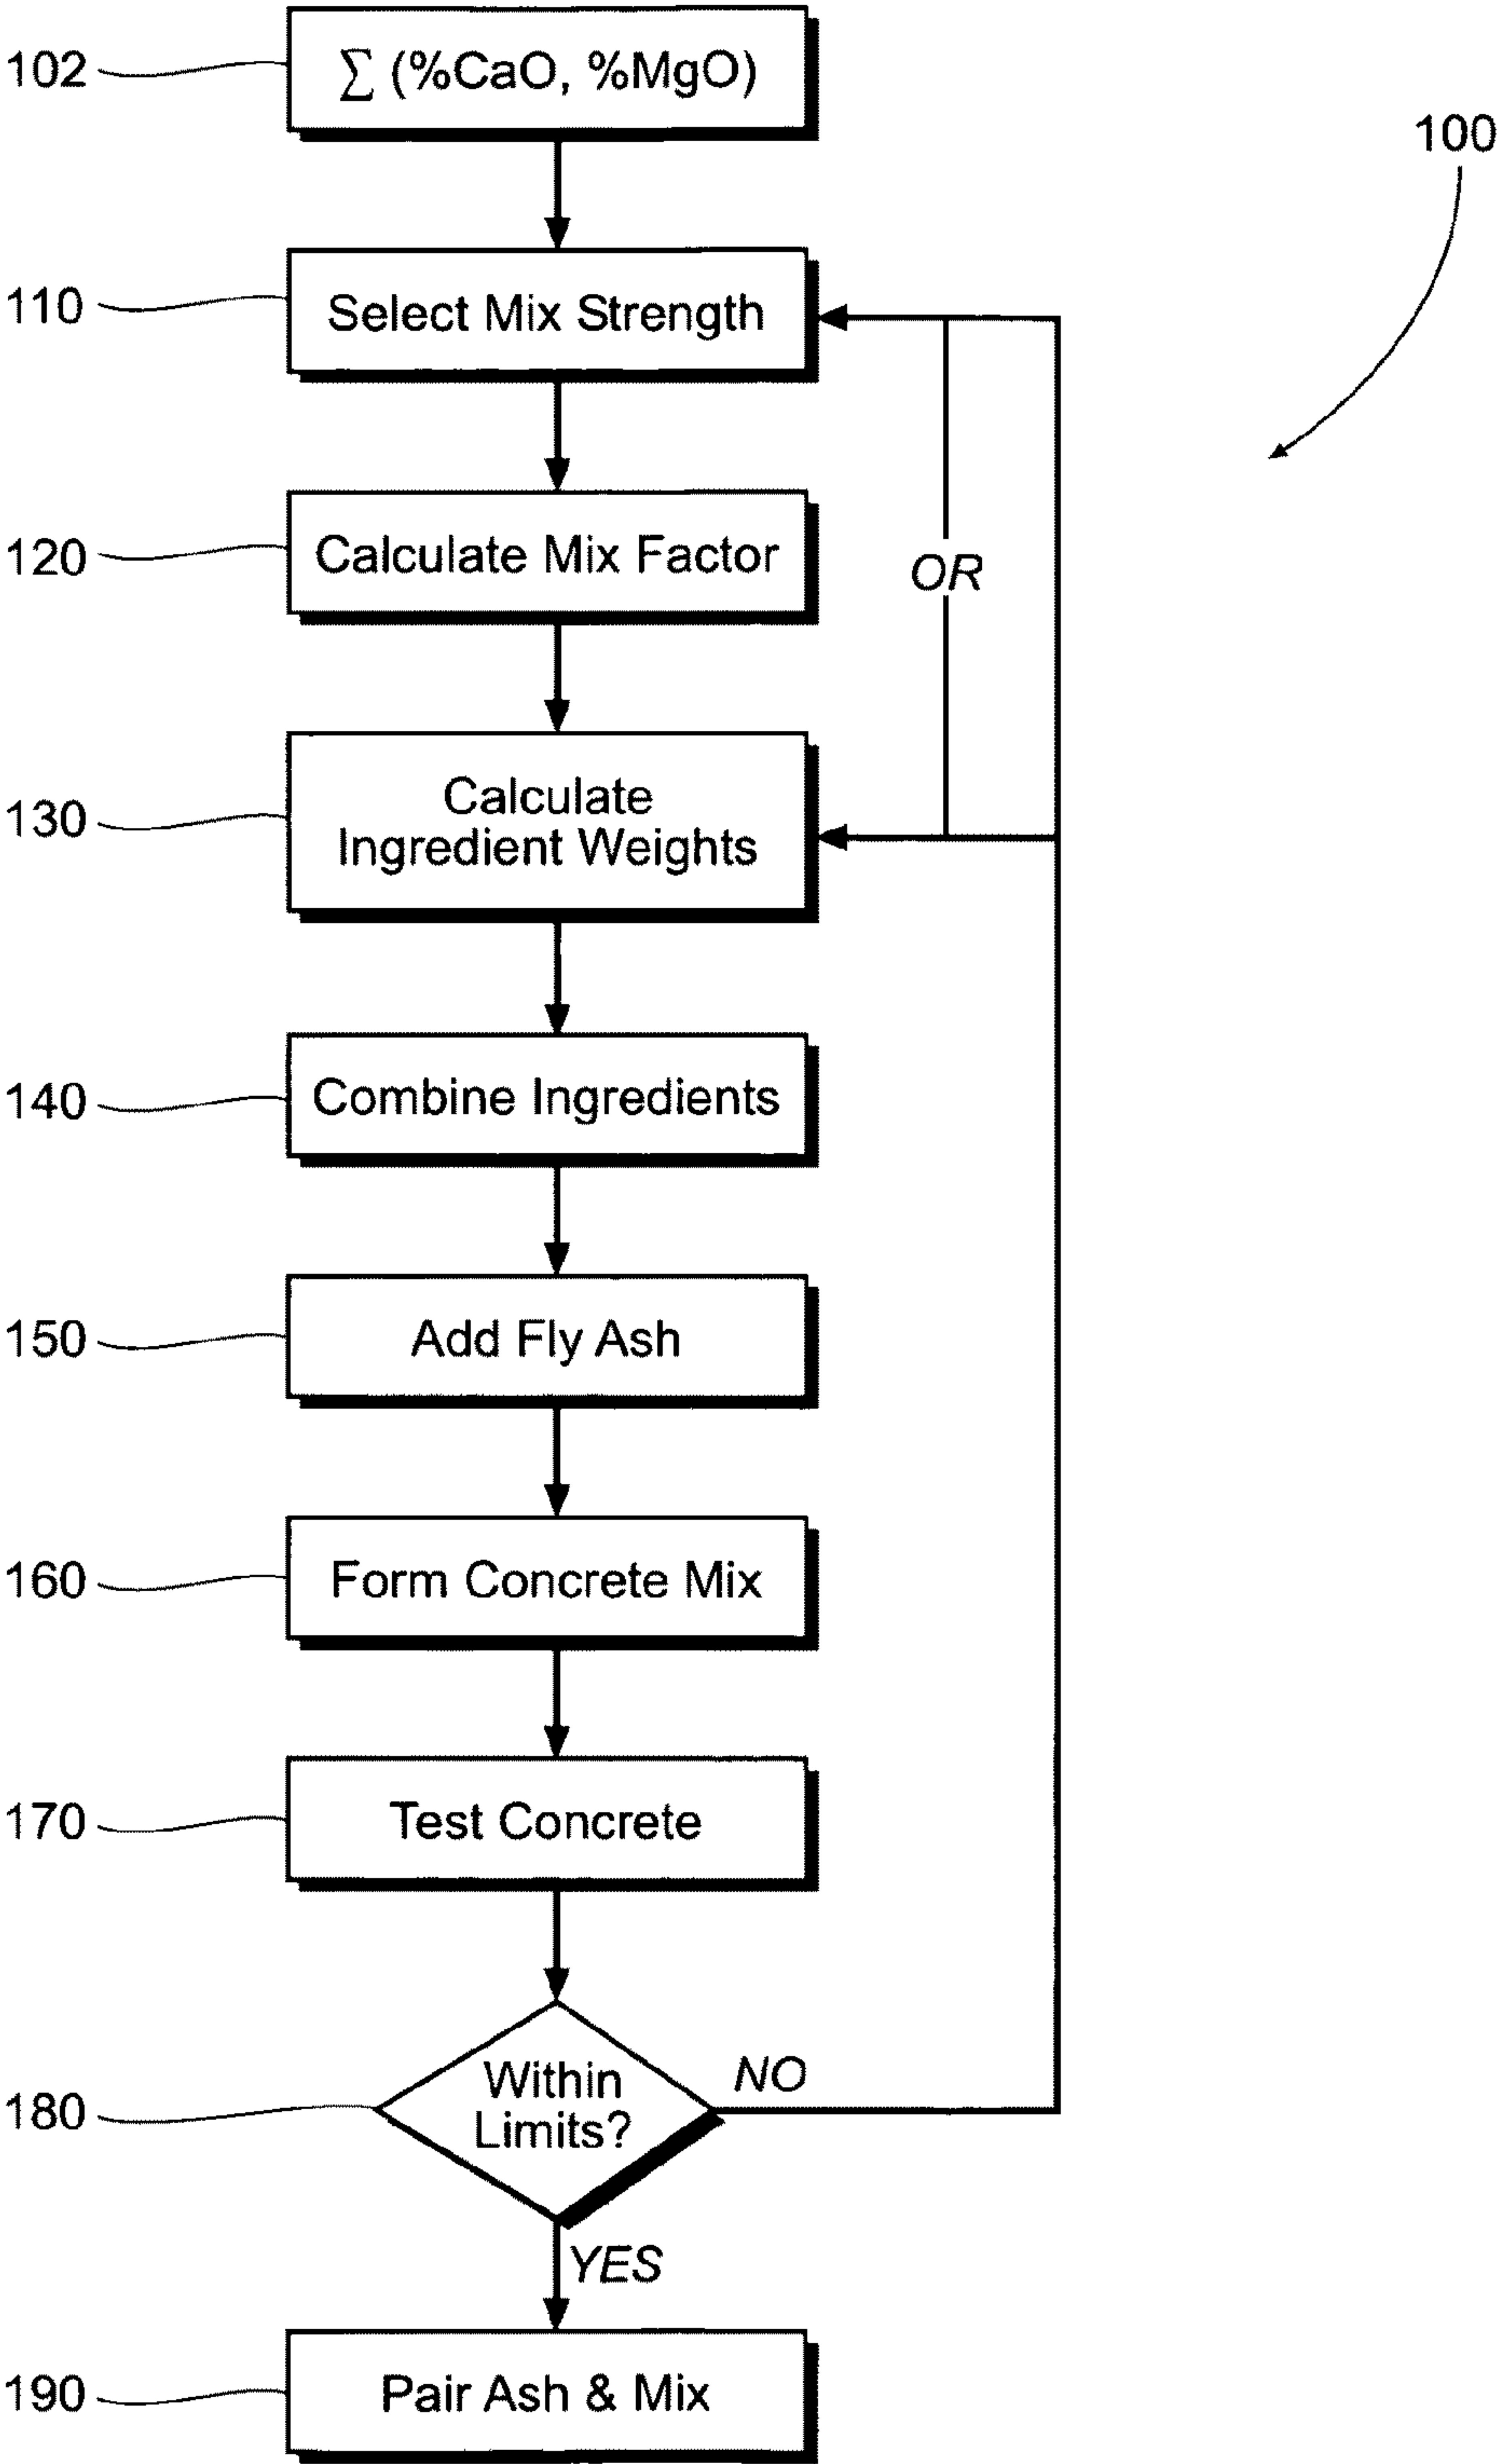 102
∑ (%CaO, %MgO)
100
110
Select Mix Strength
120
Calculate Mix Factor
OR
130
Calculate
Ingredient Weights
140
Combine Ingredients
150
Add Fly Ash
160
Form Concrete Mix
170
Test Concrete
180
Within
Limits?
NO
YES
190
Pair Ash & Mix